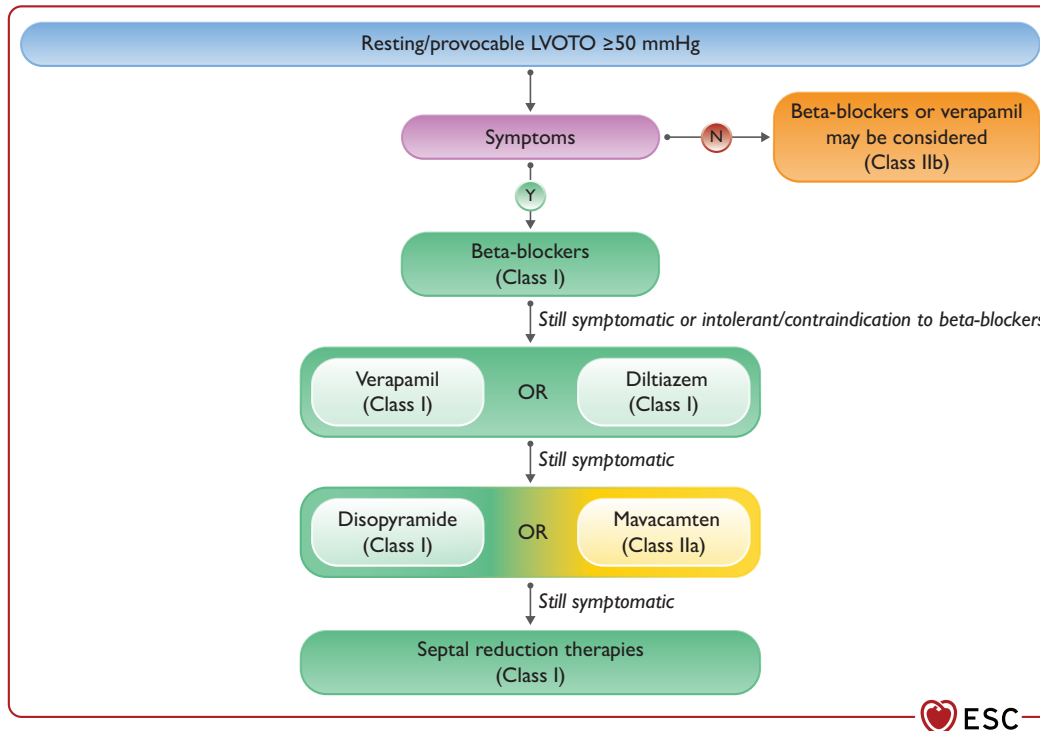 Resting/provocable LVOTO ≥50 mmHg
Symptoms
N
Beta-blockers or verapamil
may be considered
(Class IIb)
Y
Beta-blockers
(Class I)
Still symptomatic or intolerant/contraindication to beta-blockers
Verapamil
(Class I)
OR
Diltiazem
(Class I)
Still symptomatic
Disopyramide
(Class I)
OR
Mavacamten
(Class IIa)
Still symptomatic
Septal reduction therapies
(Class I)
ESC